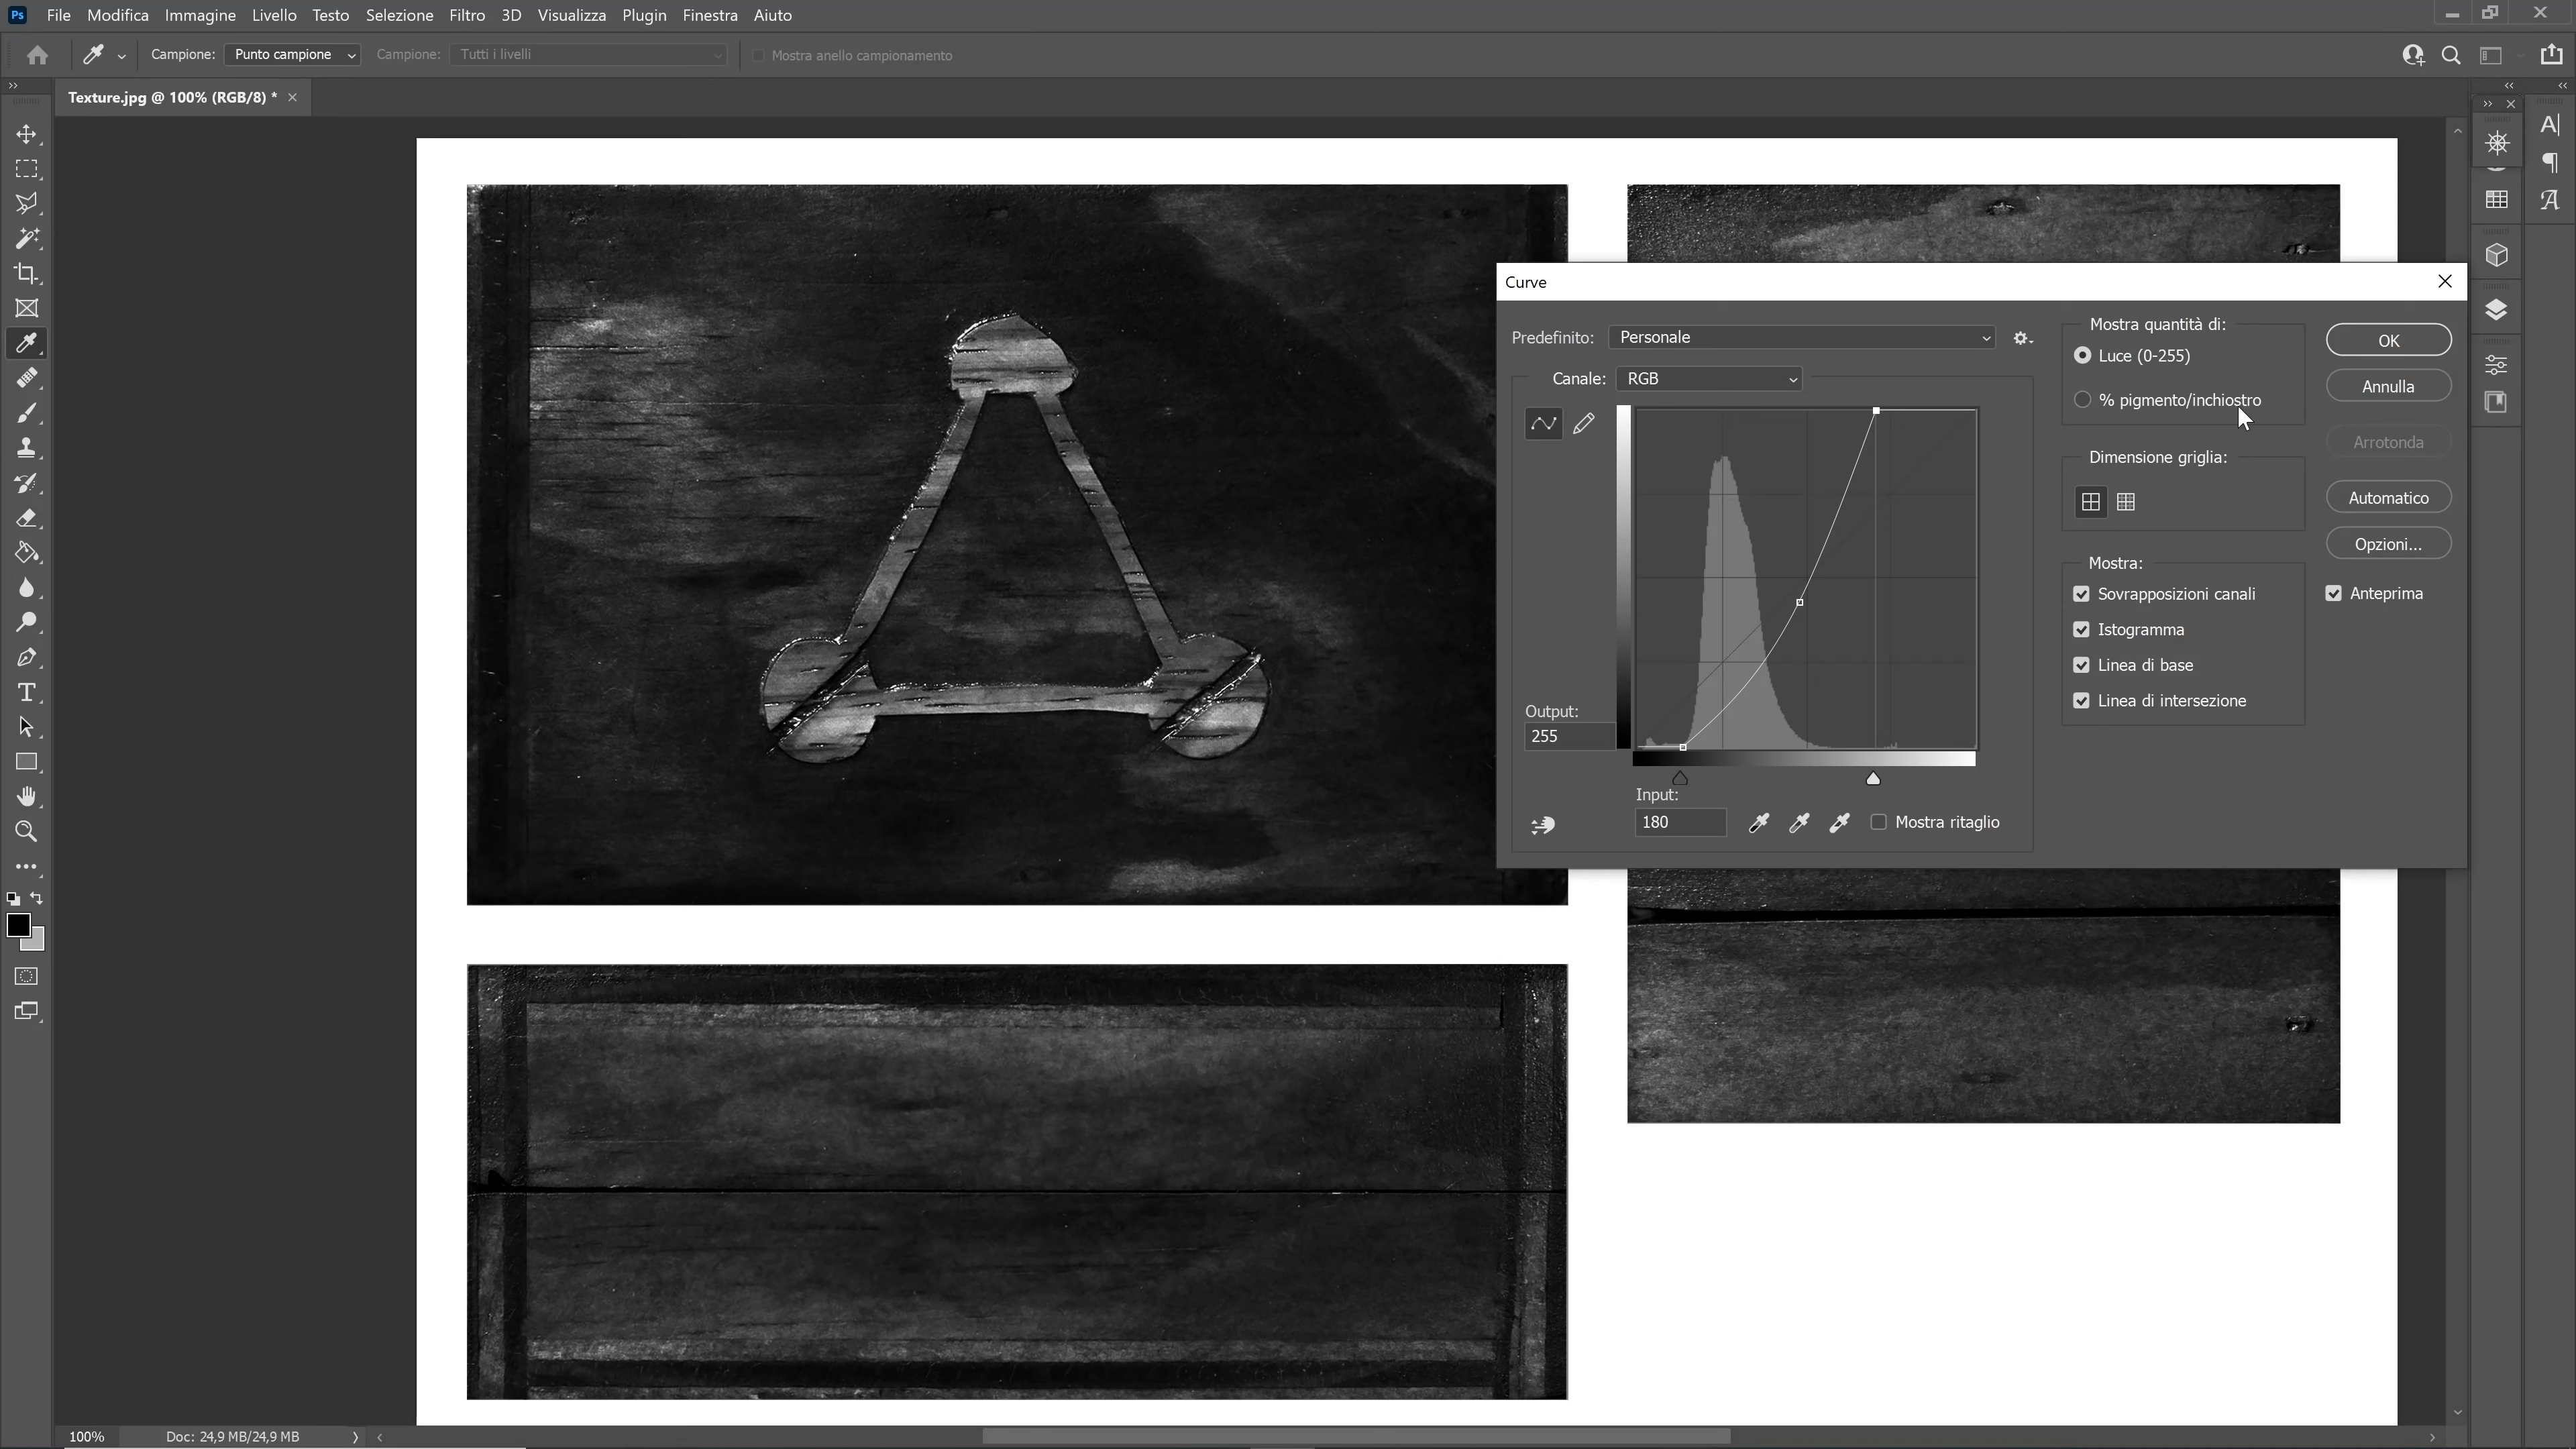 Ps File Modifica Immagine Livello Testo Selezione Filtro 3D Visualizza Plugin Finestra Aiuto
Campione: Punto campione Campione: Tutti i livelli Mostra anello campionamento
Texture.jpg @ 100% (RGB/8) *
Curve
Predefinito: Personale
Canale: RGB
Output:
255
Input:
180
Mostra ritaglio
Mostra quantità di:
Luce (0-255)
% pigmento/inchiostro
Dimensione griglia:
Mostra:
Sovrapposizioni canali
Istogramma
Linea di base
Linea di intersezione
OK
Annulla
Arrotonda
Automatico
Opzioni...
Anteprima
100% Doc: 24,9 MB/24,9 MB